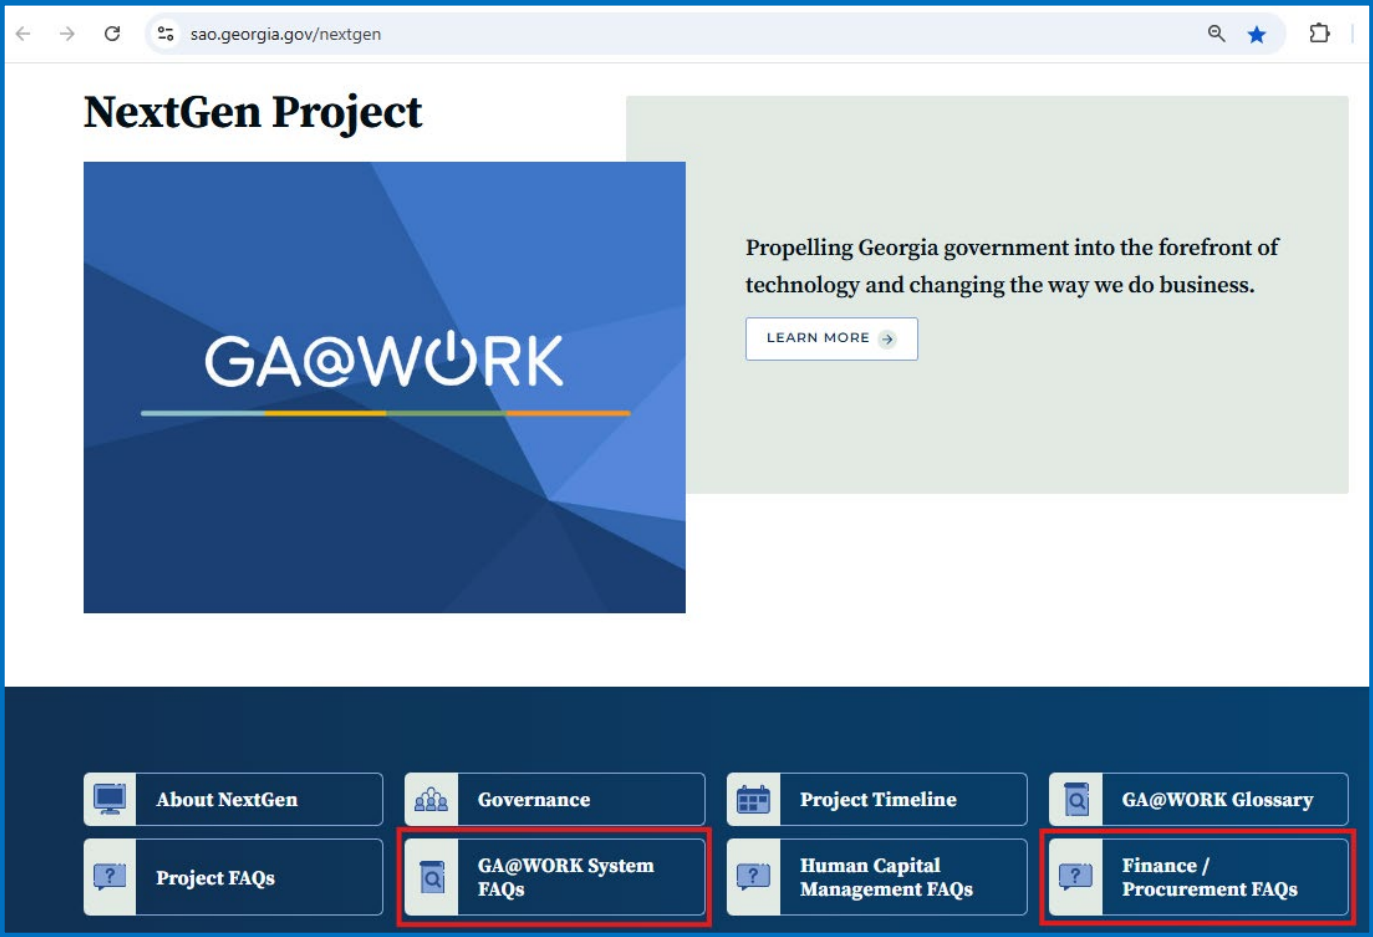 sao.georgia.gov/nextgen
NextGen Project
GA@WORK
Propelling Georgia government into the forefront of
technology and changing the way we do business.
LEARN MORE
About NextGen
Governance
Project Timeline
GA@WORK Glossary
Project FAQs
GA@WORK System
FAQs
Human Capital
Management FAQs
Finance /
Procurement FAQs